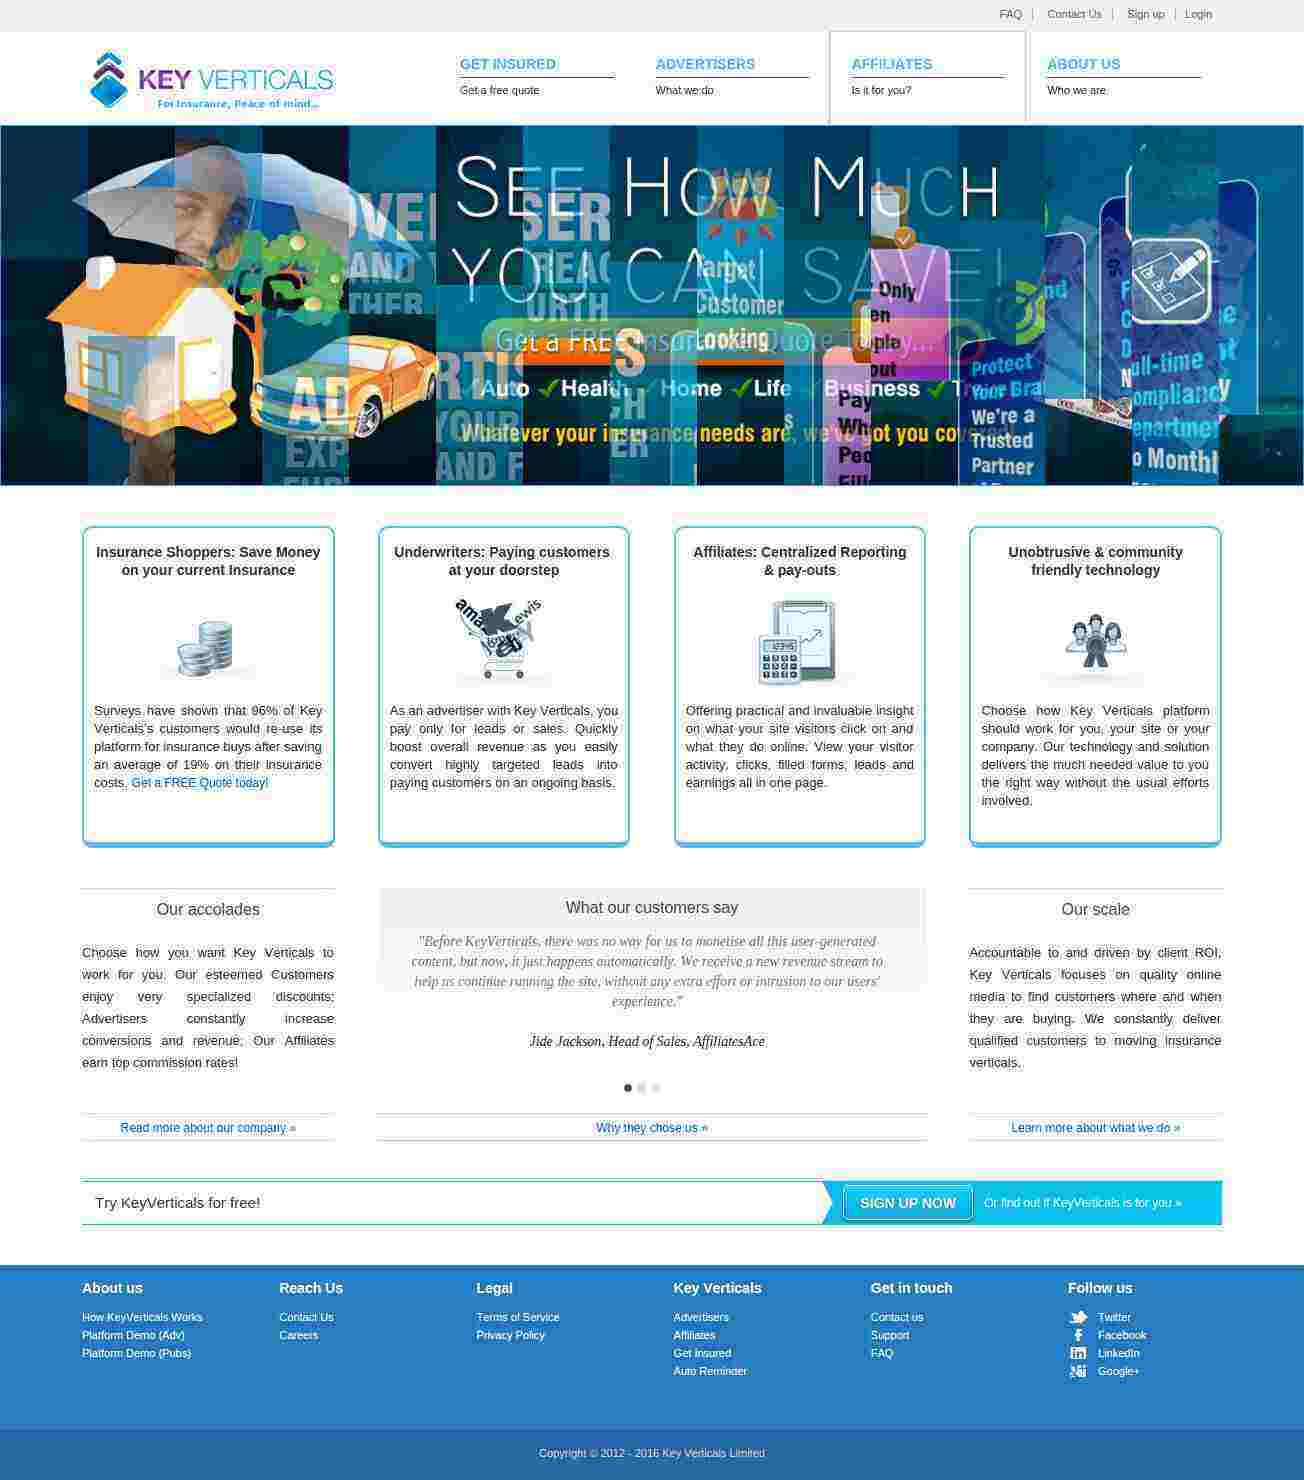 FAQ
Contact Us
Sign up
Login
KEY VERTICALS
For Insurance, Peace of mind...
GET INSURED
Get a free quote
ADVERTISERS
What we do
AFFILIATES
Is it for you?
ABOUT US
Who we are
SEE HOW MUCH
YOU CAN SAVE!
Get a FREE Insurance Quote Today...
Auto Health Home Life Business
Whatever your insurance needs are, we've got you covered
Target
Customer
Looking
Only
Pay
Protect
Your Bra
We're a
Trusted
Partner
Insurance Shoppers: Save Money
on your current Insurance
Surveys have shown that 96% of Key
Verticals's customers would re-use its
platform for insurance buys after saving
an average of 19% on their insurance
costs. Get a FREE Quote today!
Underwriters: Paying customers
at your doorstep
As an advertiser with Key Verticals, you
pay only for leads or sales. Quickly
boost overall revenue as you easily
convert highly targeted leads into
paying customers on an ongoing basis.
Affiliates: Centralized Reporting
& pay-outs
Offering practical and invaluable insight
on what your site visitors click on and
what they do online. View your visitor
activity, clicks, filled forms, leads and
earnings all in one page.
Unobtrusive & community
friendly technology
Choose how Key Verticals platform
should work for you, your site or your
company. Our technology and solution
delivers the much needed value to you
the right way without the usual efforts
involved.
Our accolades
Choose how you want Key Verticals to
work for you. Our esteemed Customers
enjoy very specialized discounts;
Advertisers constantly increase
conversions and revenue; Our Affiliates
earn top commission rates!
Read more about our company »
What our customers say
"Before KeyVerticals, there was no way for us to monetise all this user-generated
content, but now, it just happens automatically. We receive a new revenue stream to
help us continue running the site, without any extra effort or intrusion to our users'
experience."
Jide Jackson, Head of Sales, AffiliatesAce
Why they chose us »
Our scale
Accountable to and driven by client ROI,
Key Verticals focuses on quality online
media to find customers where and when
they are buying. We constantly deliver
qualified customers to moving insurance
verticals.
Learn more about what we do »
Try KeyVerticals for free!
SIGN UP NOW
Or find out if KeyVerticals is for you »
About us
How KeyVerticals Works
Platform Demo (Adv)
Platform Demo (Pubs)
Reach Us
Contact Us
Careers
Legal
Terms of Service
Privacy Policy
Key Verticals
Advertisers
Affiliates
Get Insured
Auto Reminder
Get in touch
Contact us
Support
FAQ
Follow us
Twitter
Facebook
LinkedIn
Google+
Copyright © 2012 - 2016 Key Verticals Limited